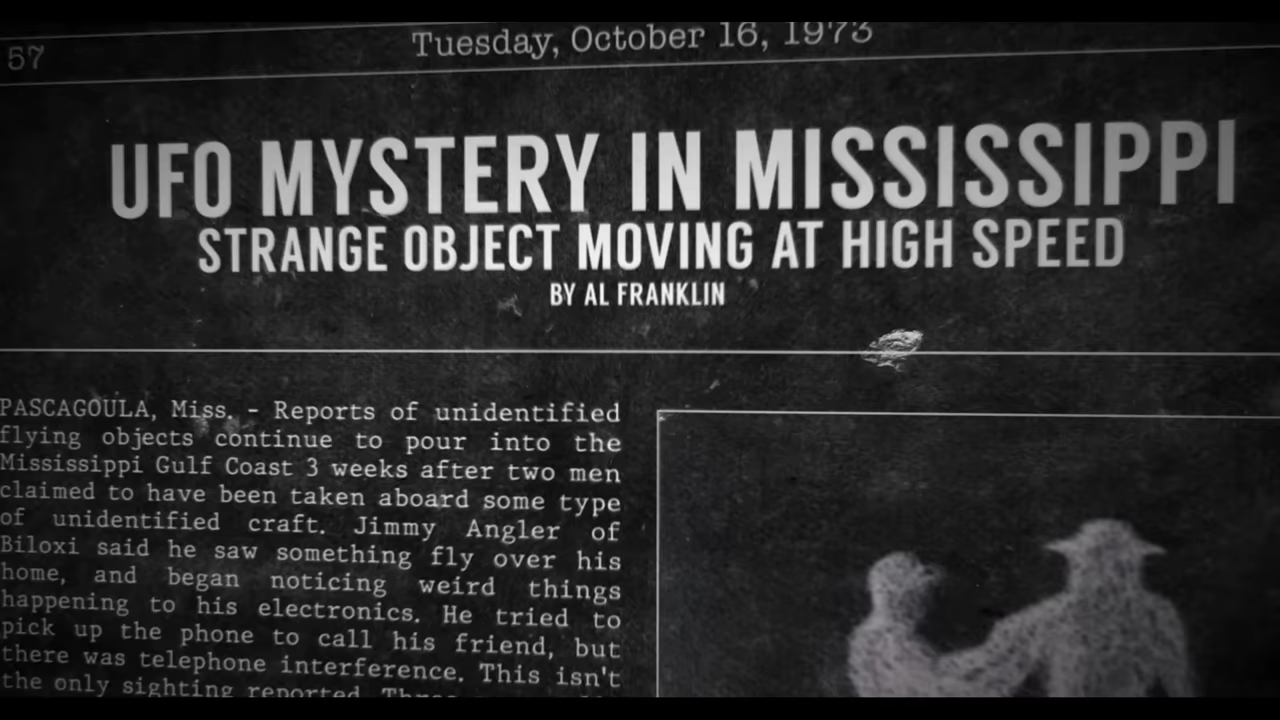 57
Tuesday, October 16, 1973
UFO MYSTERY IN MISSISSIPPI
STRANGE OBJECT MOVING AT HIGH SPEED
BY AL FRANKLIN
PASCAGOULA, Miss. - Reports of unidentified
flying objects continue to pour into the
Mississippi Gulf Coast 3 weeks after two men
claimed to have been taken aboard some type
of unidentified craft. Jimmy Angler of
Biloxi said he saw something fly over his
home, and began noticing weird things
happening to his electronics. He tried to
pick up the phone to call his friend, but
there was telephone interference. This isn't
the only sighting reported.